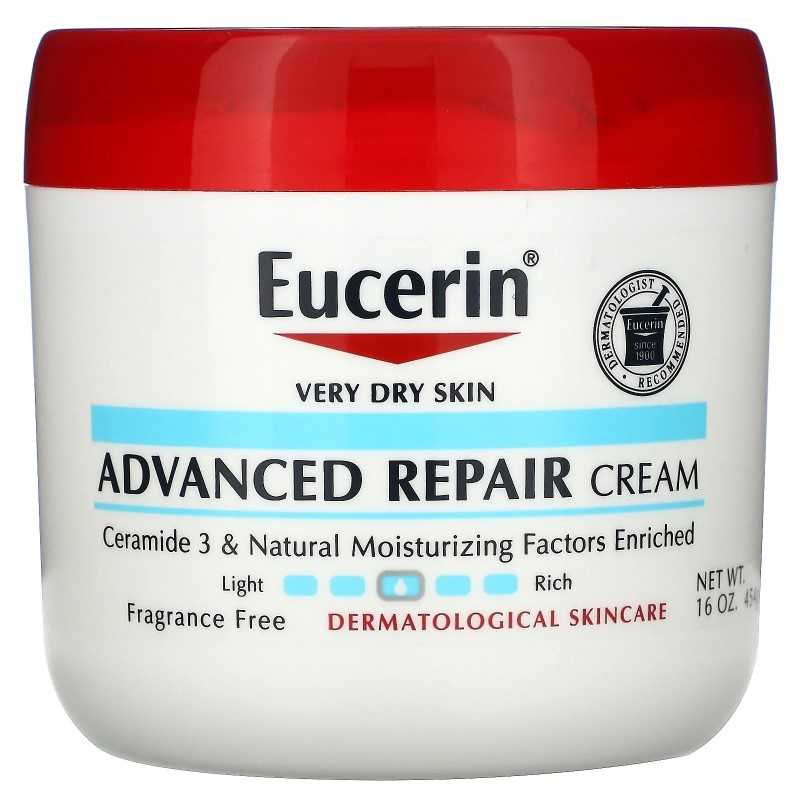 Eucerin®
VERY DRY SKIN
DERMATOLOGIST RECOMMENDED
Eucerin
since
1900
ADVANCED REPAIR CREAM
Ceramide 3 & Natural Moisturizing Factors Enriched
Light Rich
Fragrance Free
DERMATOLOGICAL SKINCARE
NET WT.
16 OZ.